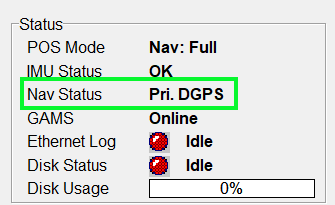 Status
POS Mode Nav: Full
IMU Status OK
Nav Status Pri. DGPS
GAMS Online
Ethernet Log Idle
Disk Status Idle
Disk Usage 0%